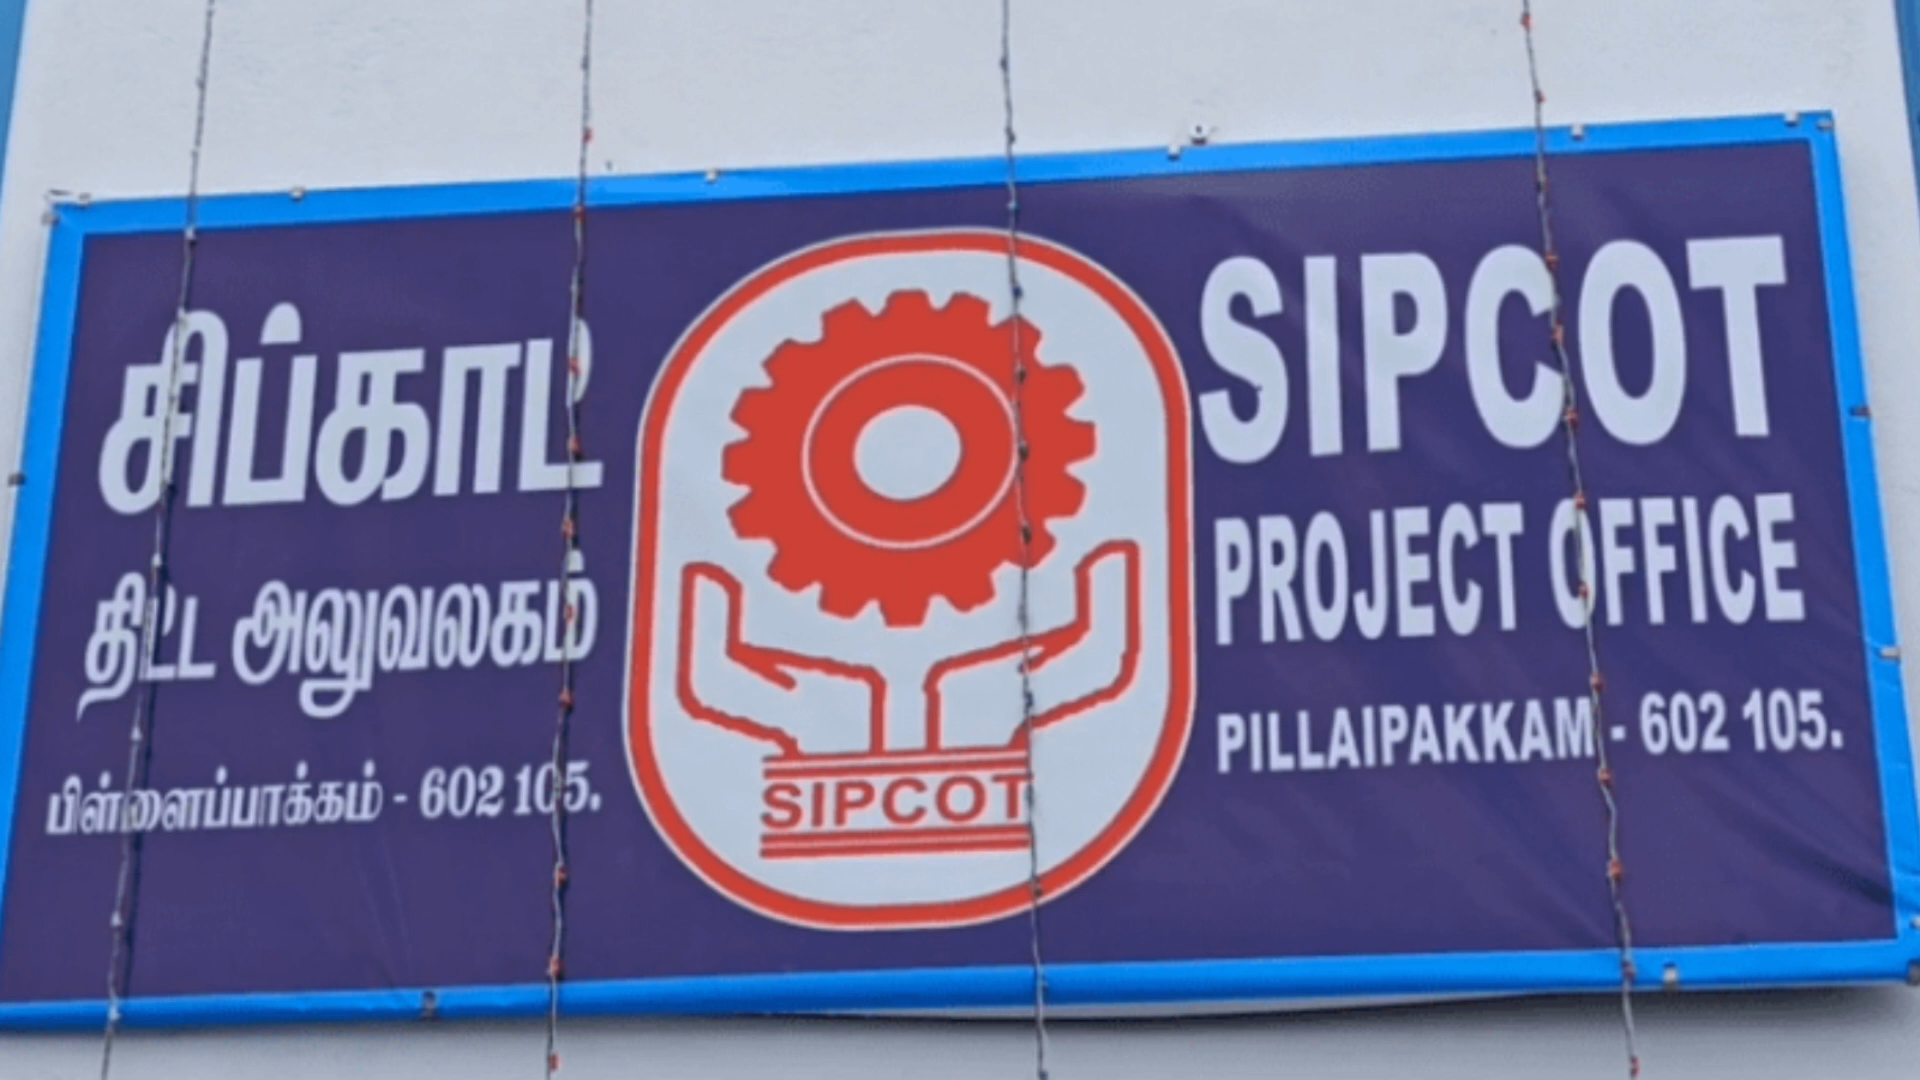 சிப்காட்
திட்ட அலுவலகம்
பிள்ளைப்பாக்கம் - 602 105.
SIPCOT
SIPCOT
PROJECT OFFICE
PILLAIPAKKAM - 602 105.